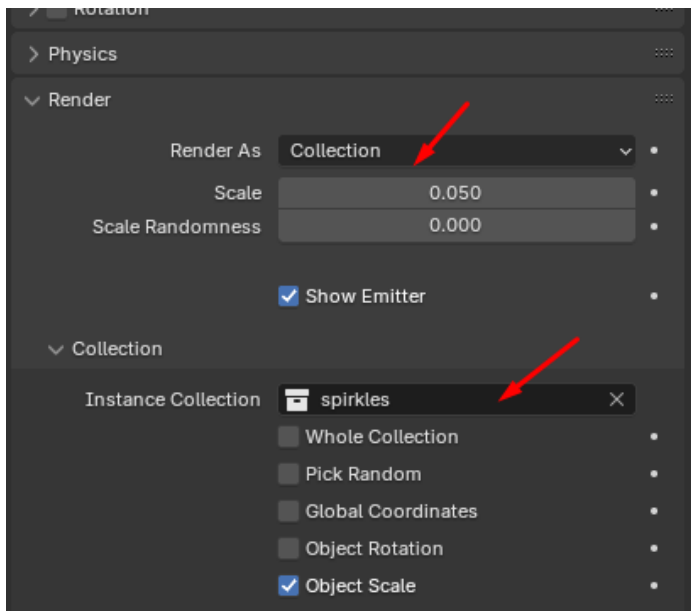 Rotation
Physics
Render
Render As Collection
Scale 0.050
Scale Randomness 0.000
Show Emitter
Collection
Instance Collection spirkles
Whole Collection
Pick Random
Global Coordinates
Object Rotation
Object Scale